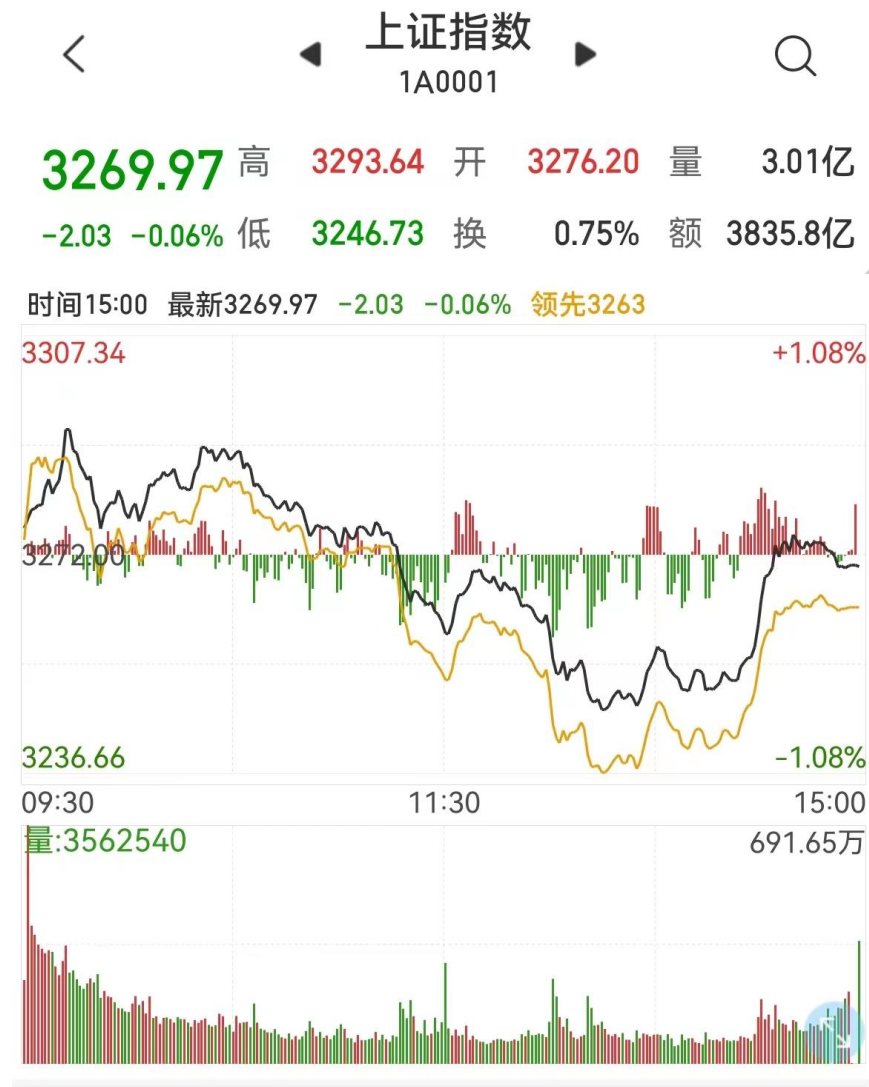 上证指数
1A0001
3269.97 高 3293.64 开 3276.20 量 3.01亿
-2.03 -0.06% 低 3246.73 换 0.75% 额 3835.8亿
时间15:00 最新3269.97 -2.03 -0.06% 领先3263
3307.34 +1.08%
3272.00
3236.66 -1.08%
09:30 11:30 15:00
量:3562540 691.65万